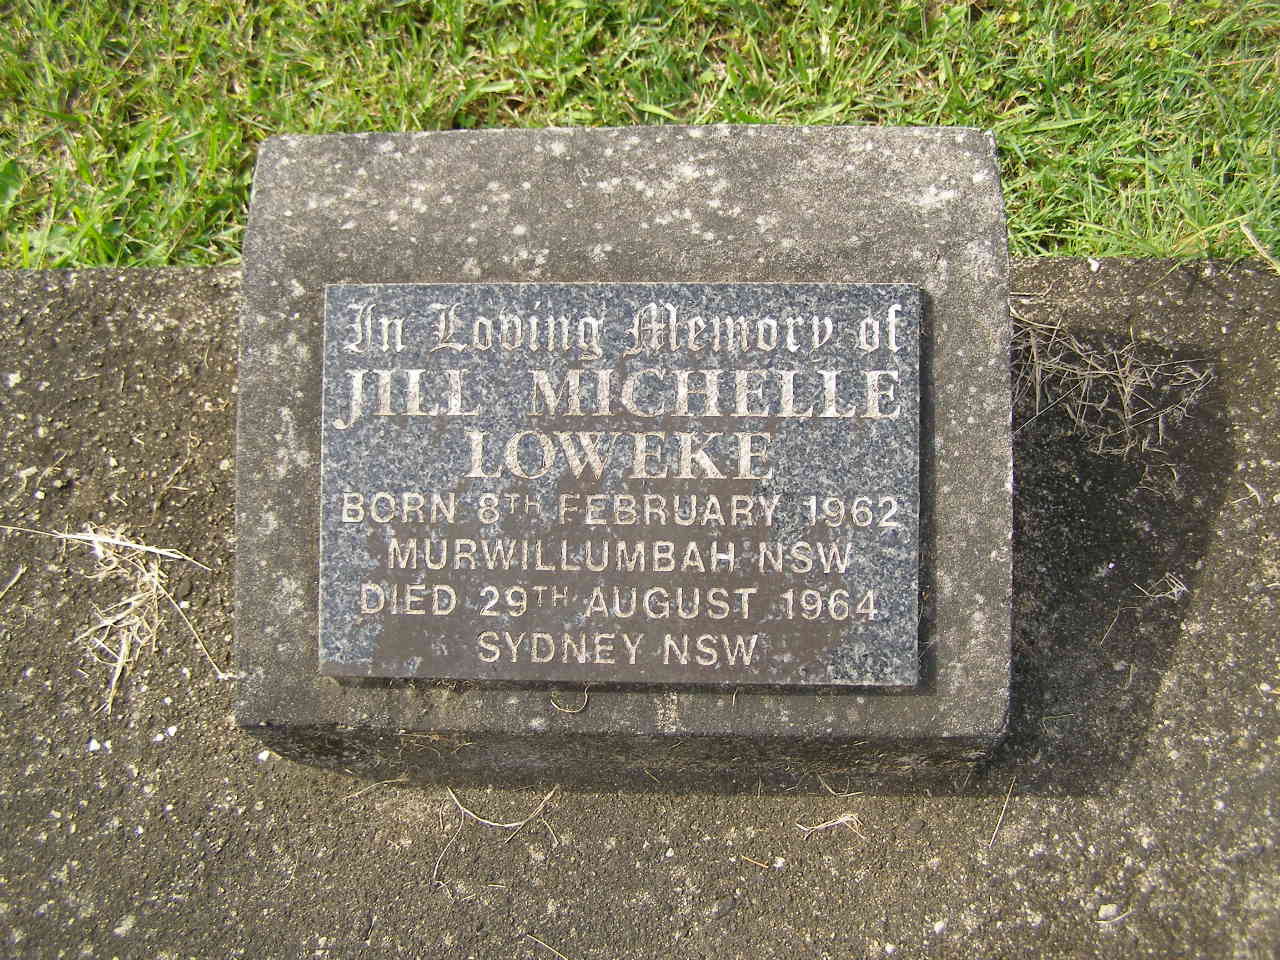 In Loving Memory of
JILL MICHELLE
LOWEKE
BORN 8TH FEBRUARY 1962
MURWILLUMBAH NSW
DIED 29TH AUGUST 1964
SYDNEY NSW